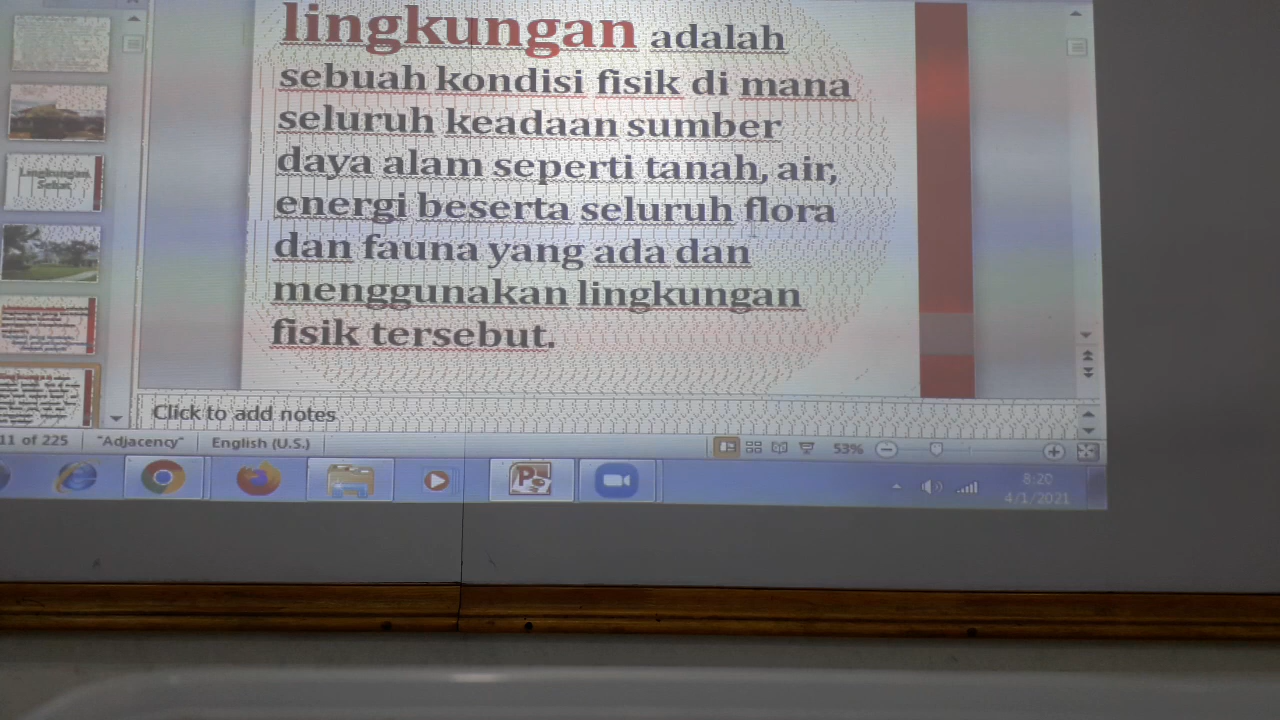 lingkungan adalah
sebuah kondisi fisik di mana
seluruh keadaan sumber
daya alam seperti tanah, air,
energi beserta seluruh flora
dan fauna yang ada dan
menggunakan lingkungan
fisik tersebut.
Lingkungan
Sehat
Click to add notes
11 of 225 "Adjacency" English (U.S.) 53%
8:20
4/1/2021